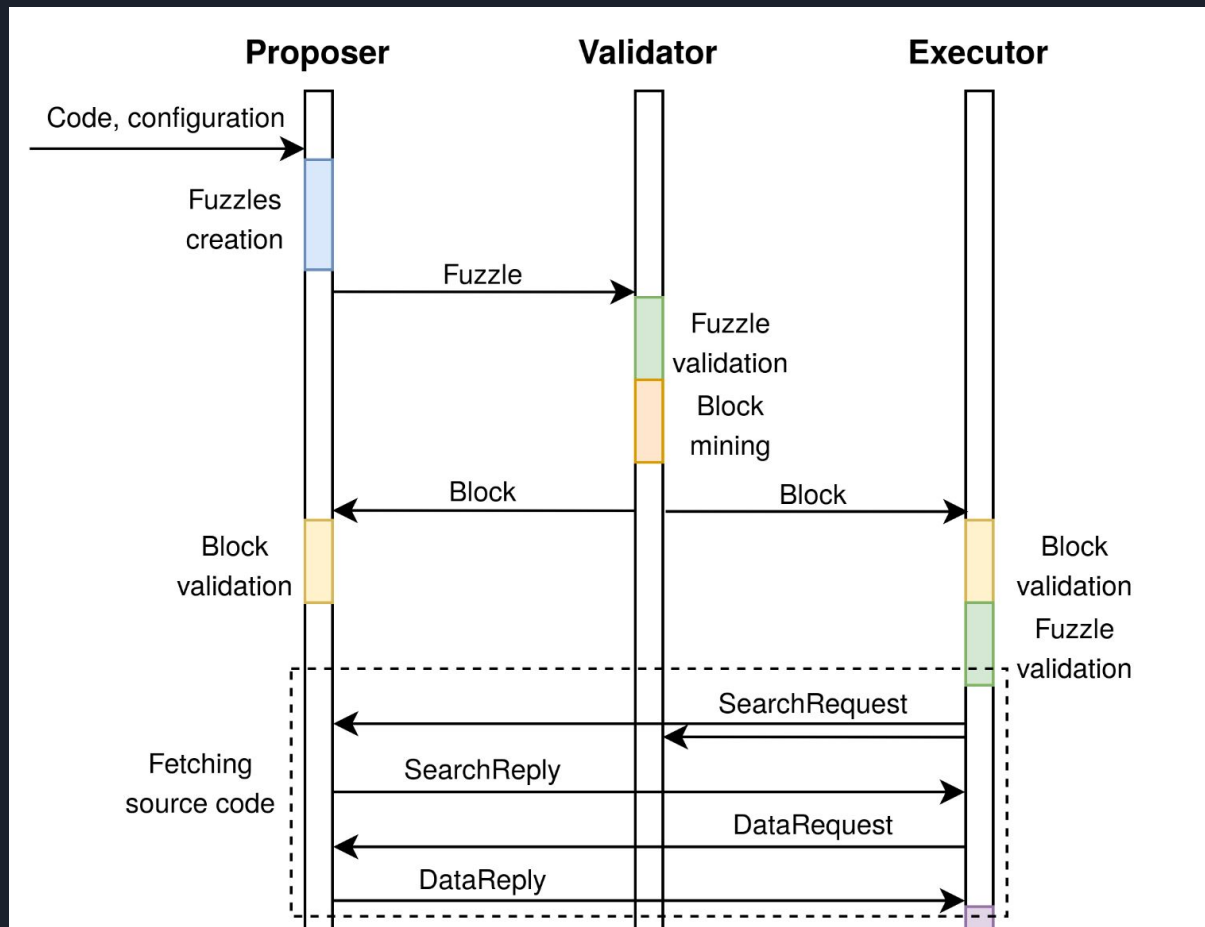 Proposer Validator Executor
Code, configuration
Fuzzles
creation
Fuzzle
Fuzzle
validation
Block
mining
Block
Block
Block
validation
Block
validation
Fuzzle
validation
SearchRequest
Fetching
source code
SearchReply
DataRequest
DataReply